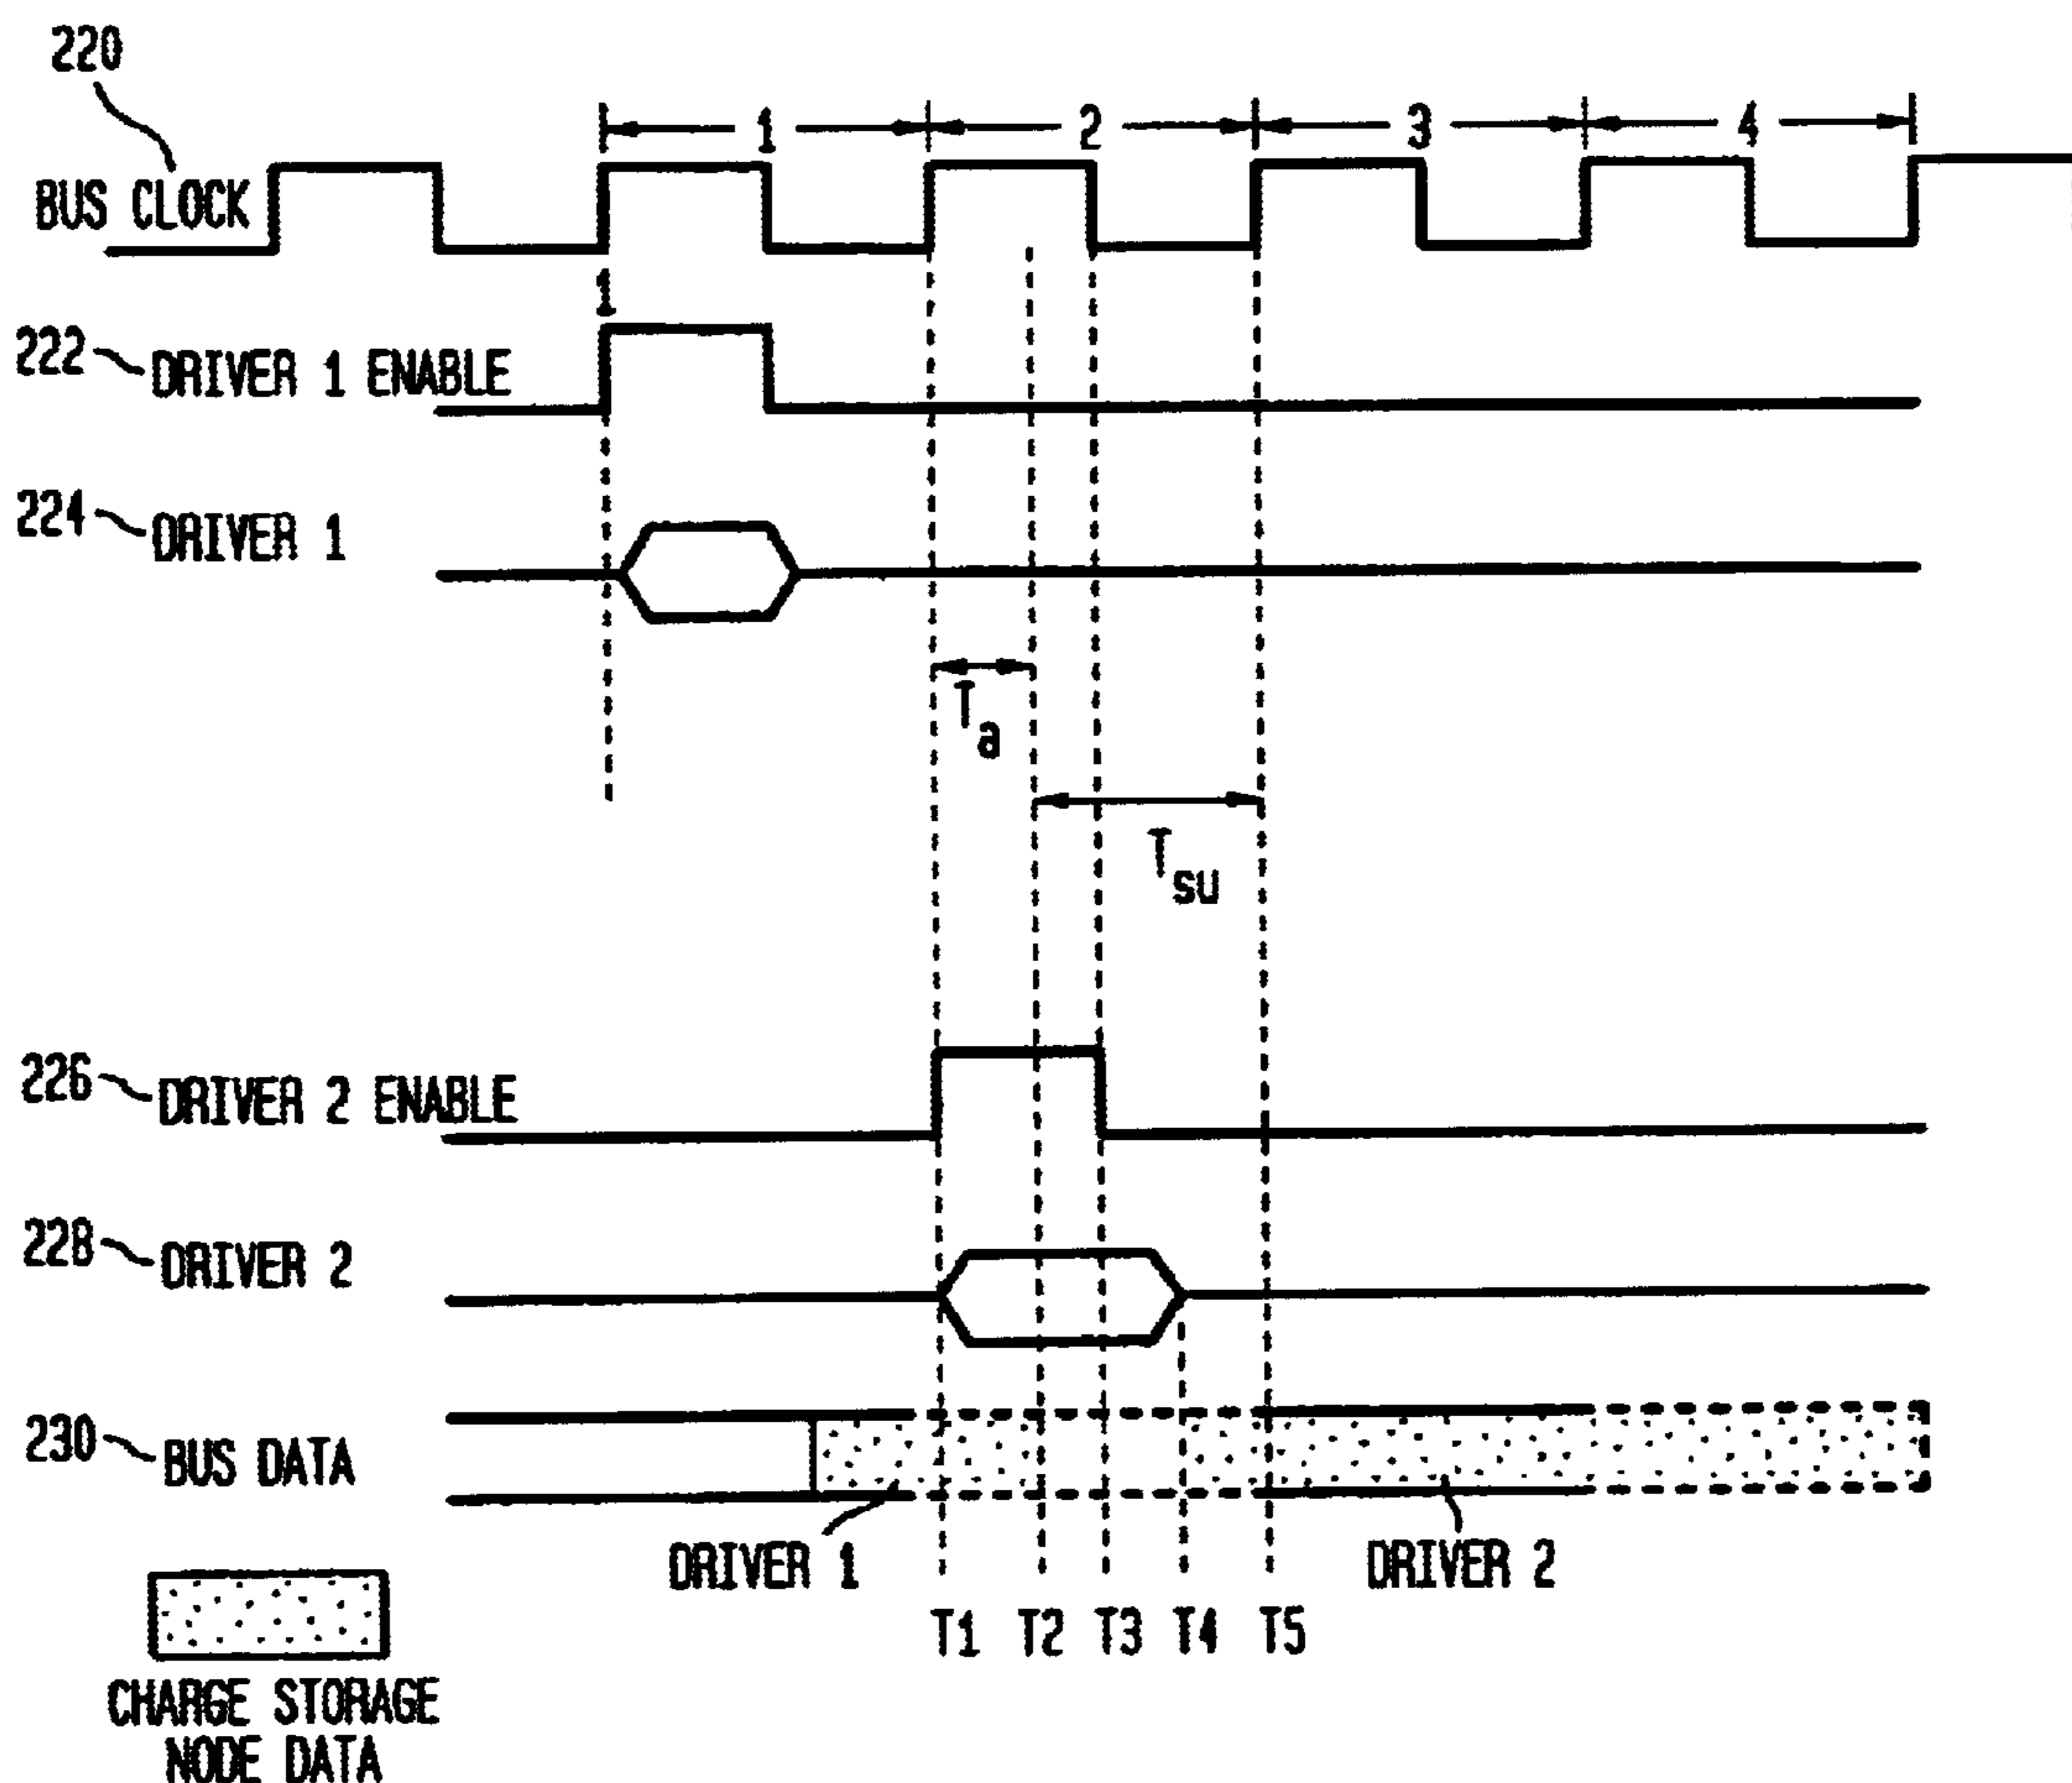 220
1 2 3 4
BUS CLOCK
1
222 DRIVER 1 ENABLE
224 DRIVER 1
Ta
Tsu
226 DRIVER 2 ENABLE
228 DRIVER 2
230 BUS DATA
DRIVER 1 DRIVER 2
T1 T2 T3 T4 T5
CHARGE STORAGE
NODE DATA